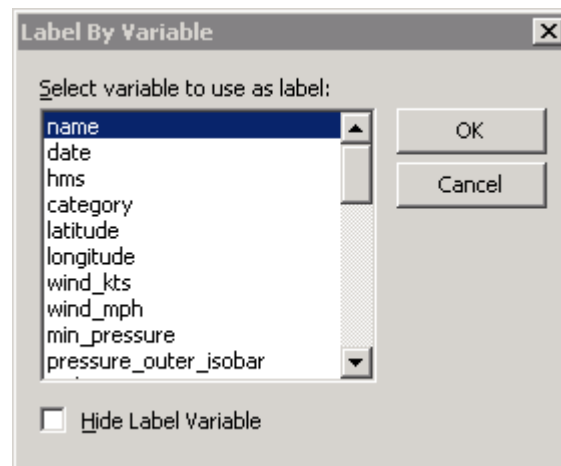 Label By Variable
Select variable to use as label:
name
date
hms
category
latitude
longitude
wind_kts
wind_mph
min_pressure
pressure_outer_isobar
OK
Cancel
Hide Label Variable